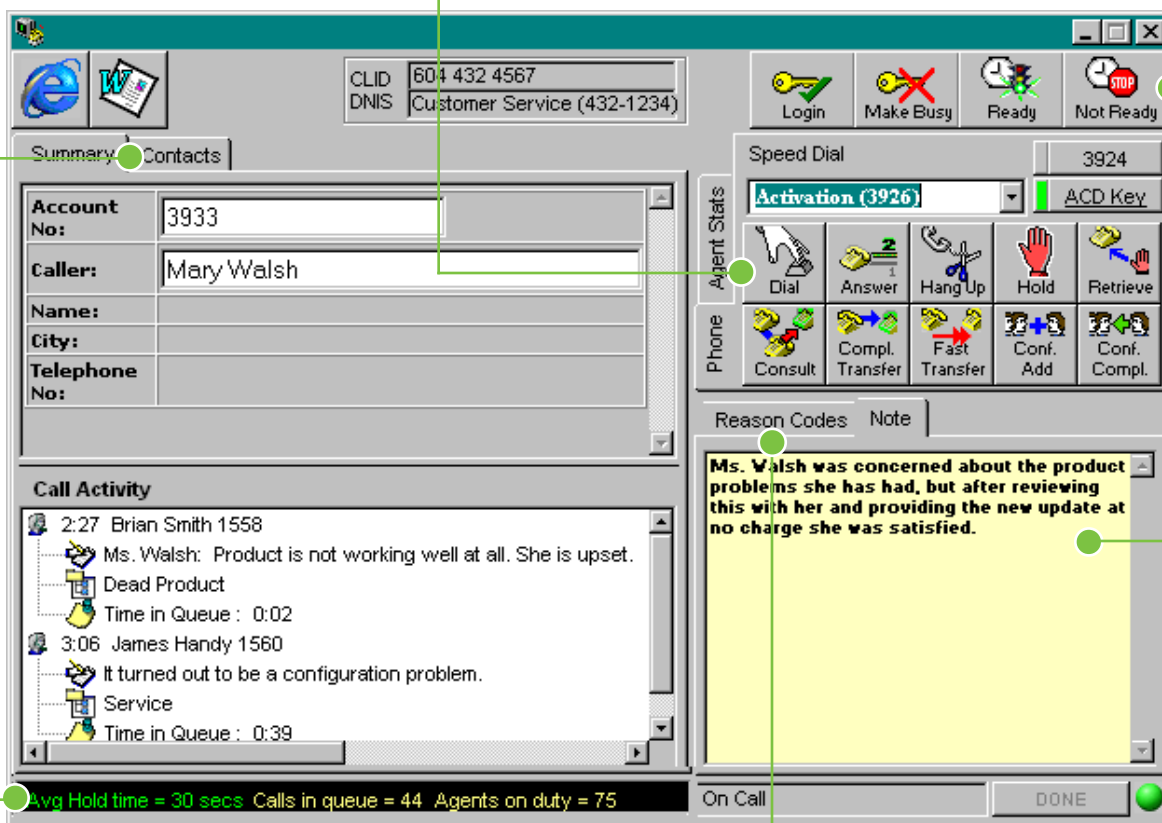 CLID 604 432 4567
DNIS Customer Service (432-1234)
Login
Make Busy
Ready
STOP
Not Ready
Summary
Contacts
Speed Dial
3924
Activation (3926)
ACD Key
Agent Stats
Phone
Account No:
3933
Caller:
Mary Walsh
Name:
City:
Telephone No:
Dial
2
1
Answer
Hang Up
Hold
Retrieve
Consult
Compl. Transfer
Fast Transfer
Conf. Add
Conf. Compl.
Reason Codes
Note
Ms. Walsh was concerned about the product
problems she has had, but after reviewing
this with her and providing the new update at
no charge she was satisfied.
Call Activity
2:27 Brian Smith 1558
Ms. Walsh: Product is not working well at all. She is upset.
Dead Product
Time in Queue : 0:02
3:06 James Handy 1560
It turned out to be a configuration problem.
Service
Time in Queue : 0:39
Avg Hold time = 30 secs Calls in queue = 44 Agents on duty = 75
On Call
DONE